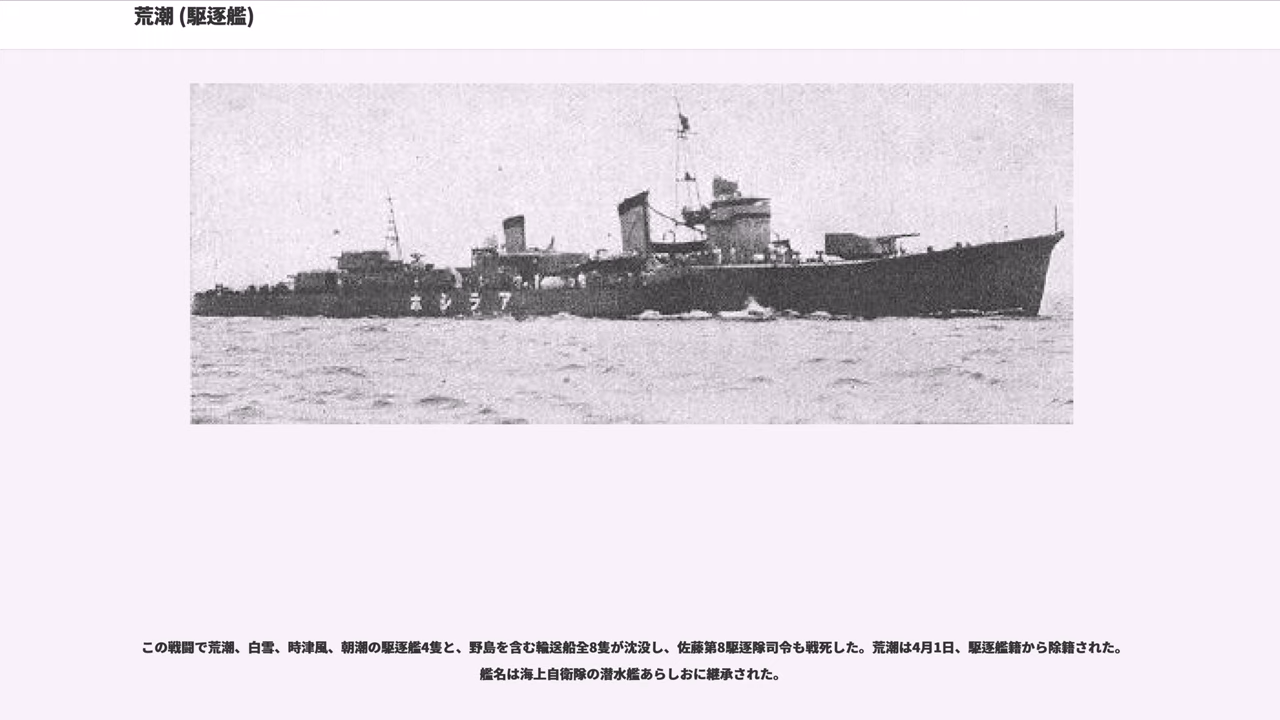 荒潮 (駆逐艦)
ホシラア
この戦闘で荒潮、白雪、時津風、朝潮の駆逐艦4隻と、野島を含む輸送船全8隻が沈没し、佐藤第8駆逐隊司令も戦死した。荒潮は4月1日、駆逐艦籍から除籍された。
艦名は海上自衛隊の潜水艦あらしおに継承された。